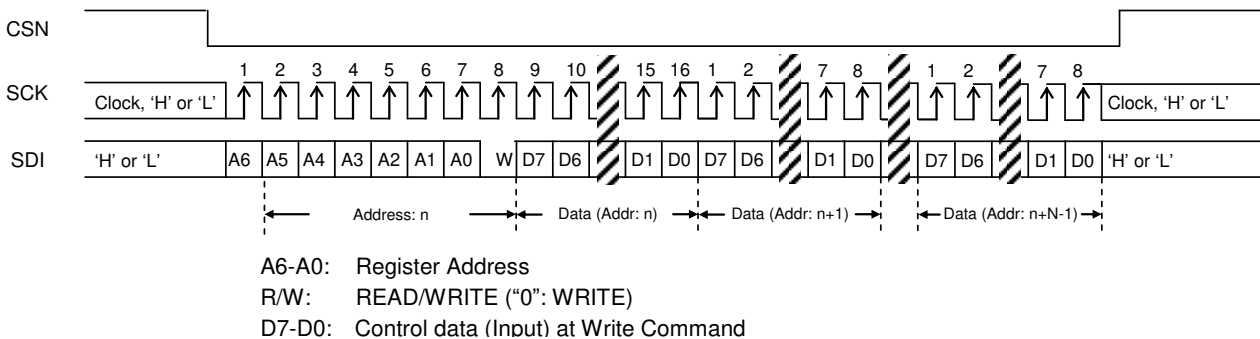 CSN
1 2 3 4 5 6 7 8 9 10 15 16 1 2 7 8 1 2 7 8
SCK Clock, 'H' or 'L' Clock, 'H' or 'L'
SDI 'H' or 'L' A6 A5 A4 A3 A2 A1 A0 W D7 D6 D1 D0 D7 D6 D1 D0 D7 D6 D1 D0 'H' or 'L'
Address: n Data (Addr: n) Data (Addr: n+1) Data (Addr: n+N-1)
A6-A0: Register Address
R/W: READ/WRITE (“0”: WRITE)
D7-D0: Control data (Input) at Write Command